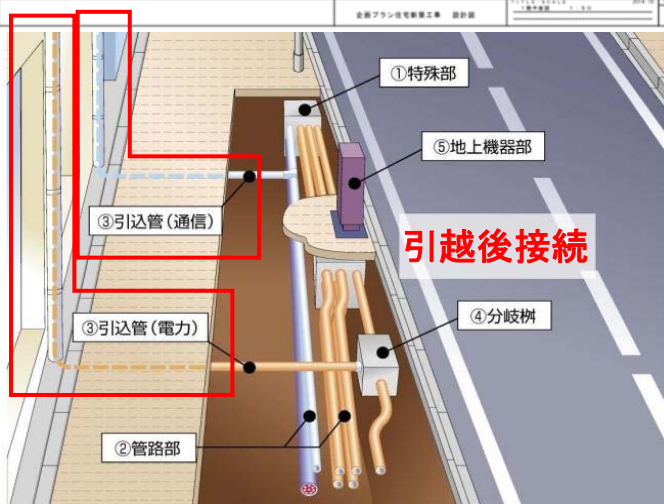 企画プラン住宅新築工事 設計図
①特殊部
⑤地上機器部
③引込管(通信)
引越後接続
③引込管(電力)
④分岐桝
②管路部